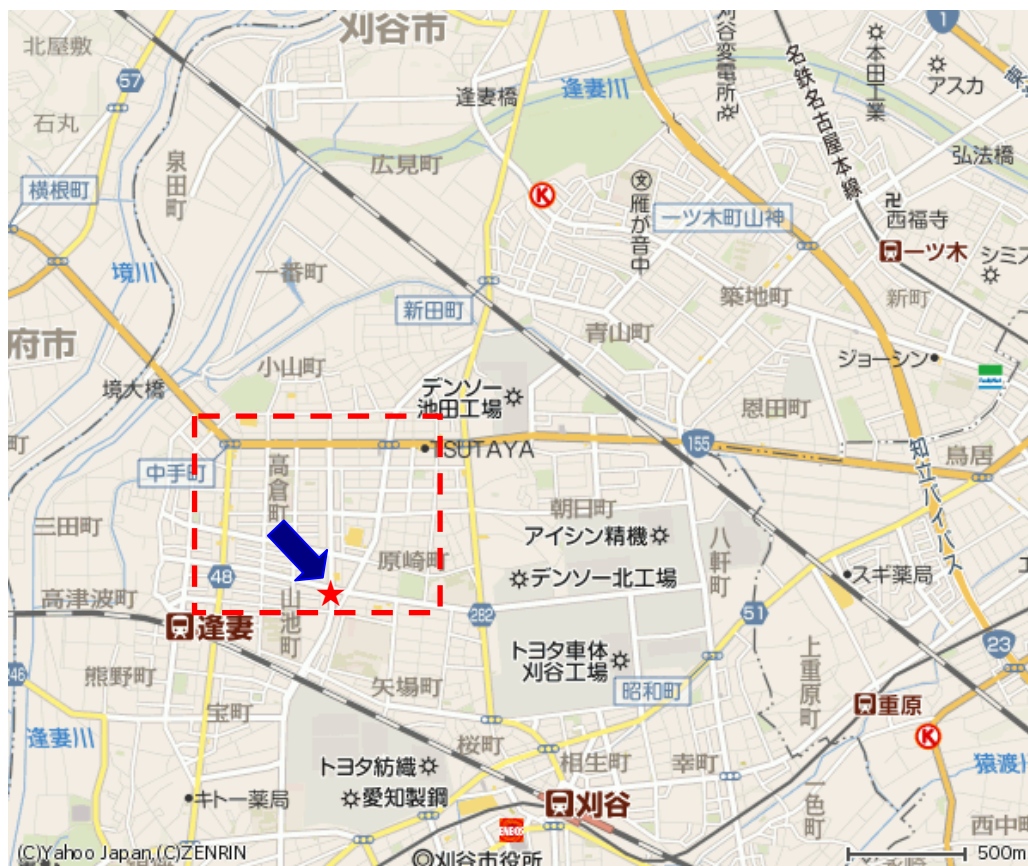 刈谷市
北屋敷
57
石丸
泉田町
横根町
境川
一番町
府市
小山町
境大橋
広見町
逢妻橋
逢妻川
刈谷変電所
名鉄名古屋本線
1
本田工業
アスカ
弘法橋
卍
西福寺
一ツ木
シミズ
新町
文
雁が音中
K
一ツ木町山神
築地町
新田町
青山町
ジョーシン
FamilyMart
恩田町
デンソー
池田工場
TSUTAYA
155
鳥居
知立バイパス
中手町
高倉町
三田町
朝日町
アイシン精機
八軒町
原崎町
デンソー北工場
スギ薬局
48
高津波町
山池町
282
51
逢妻
トヨタ車体
刈谷工場
上重原町
23
昭和町
熊野町
矢場町
重原
宝町
K
逢妻川
桜町
相生町
幸町
猿渡川
トヨタ紡織
キトー薬局
愛知製鋼
刈谷
一色町
西中町
ENEOS
刈谷市役所
(C)Yahoo Japan,(C)ZENRIN
500m